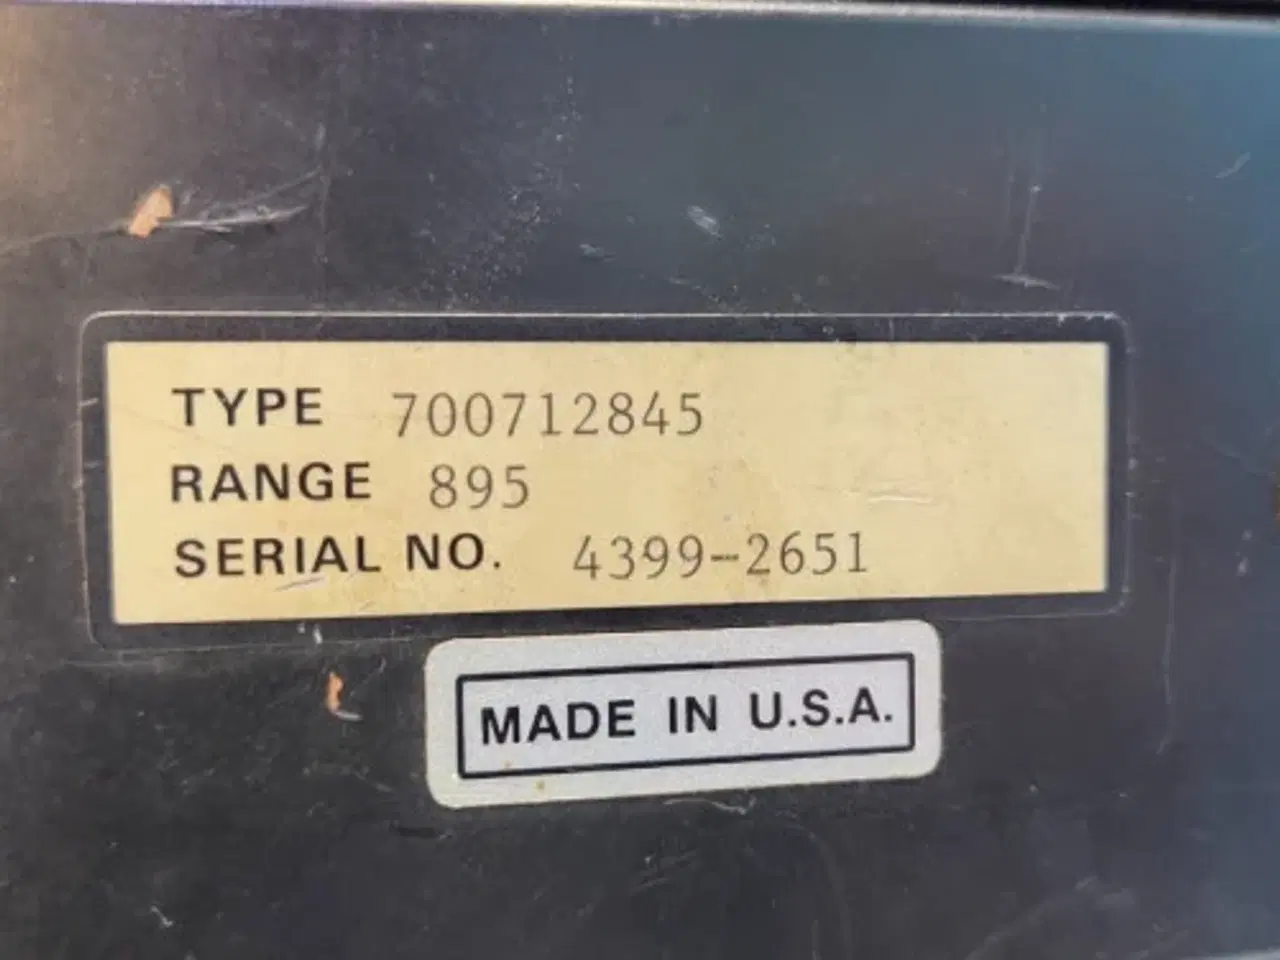 TYPE 700712845
RANGE 895
SERIAL NO. 4399-2651
MADE IN U.S.A.